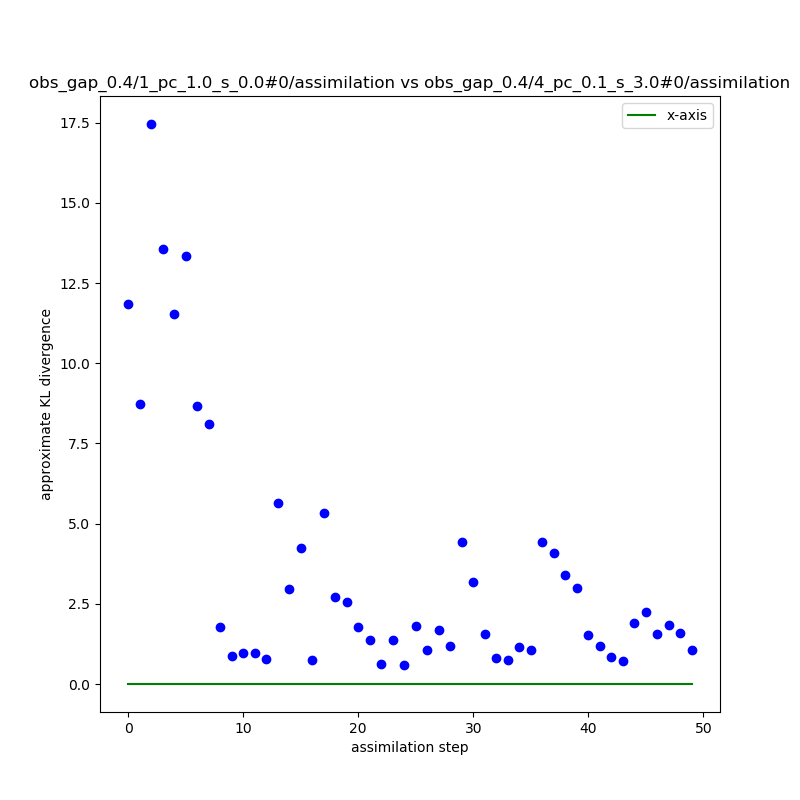 obs_gap_0.4/1_pc_1.0_s_0.0#0/assimilation vs obs_gap_0.4/4_pc_0.1_s_3.0#0/assimilation
x-axis
17.5
15.0
12.5
10.0
7.5
5.0
2.5
0.0
approximate KL divergence
0 10 20 30 40 50
assimilation step